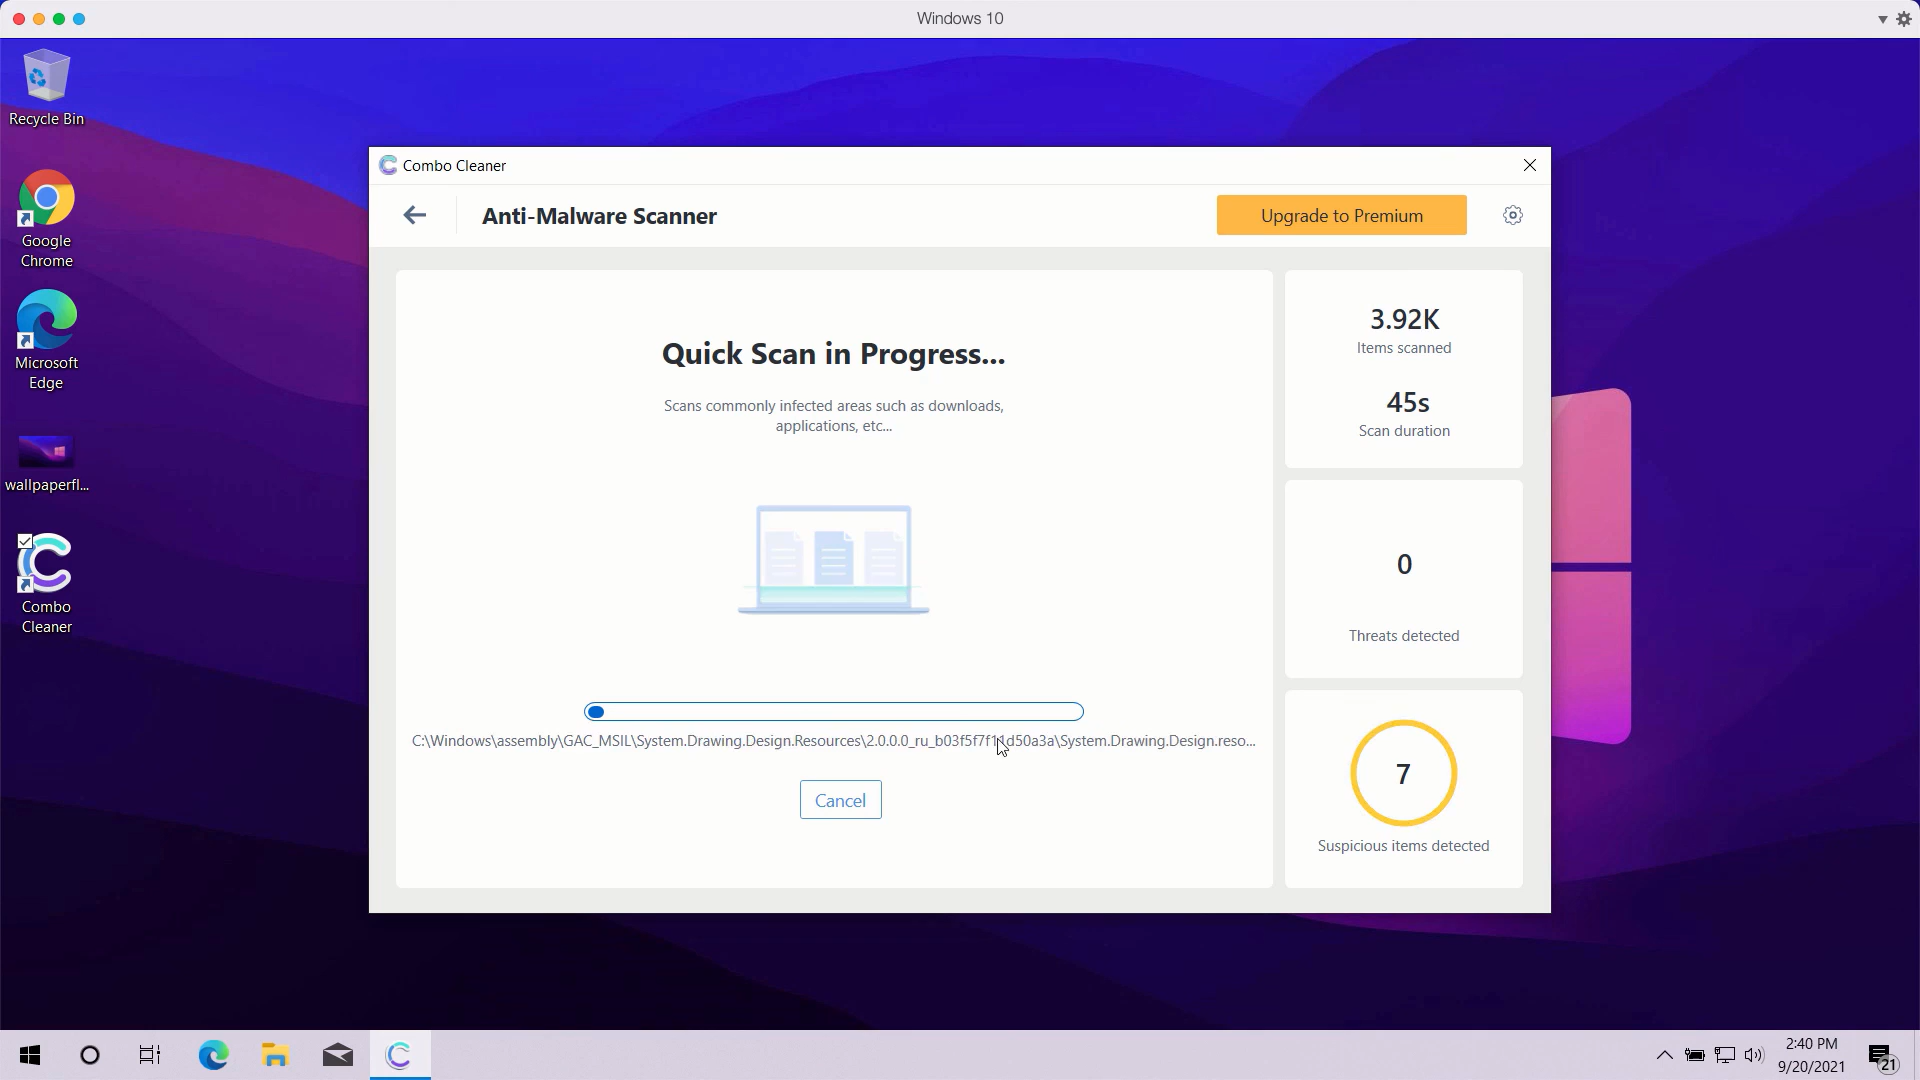 Windows 10
Recycle Bin
Google
Chrome
Microsoft
Edge
wallpaperfl...
Combo
Cleaner
Combo Cleaner
Anti-Malware Scanner
Upgrade to Premium
Quick Scan in Progress...
Scans commonly infected areas such as downloads,
applications, etc...
C:\Windows\assembly\GAC_MSIL\System.Drawing.Design.Resources\2.0.0.0_ru_b03f5f7f11d50a3a\System.Drawing.Design.reso...
Cancel
3.92K
Items scanned
45s
Scan duration
0
Threats detected
7
Suspicious items detected
2:40 PM
9/20/2021
21